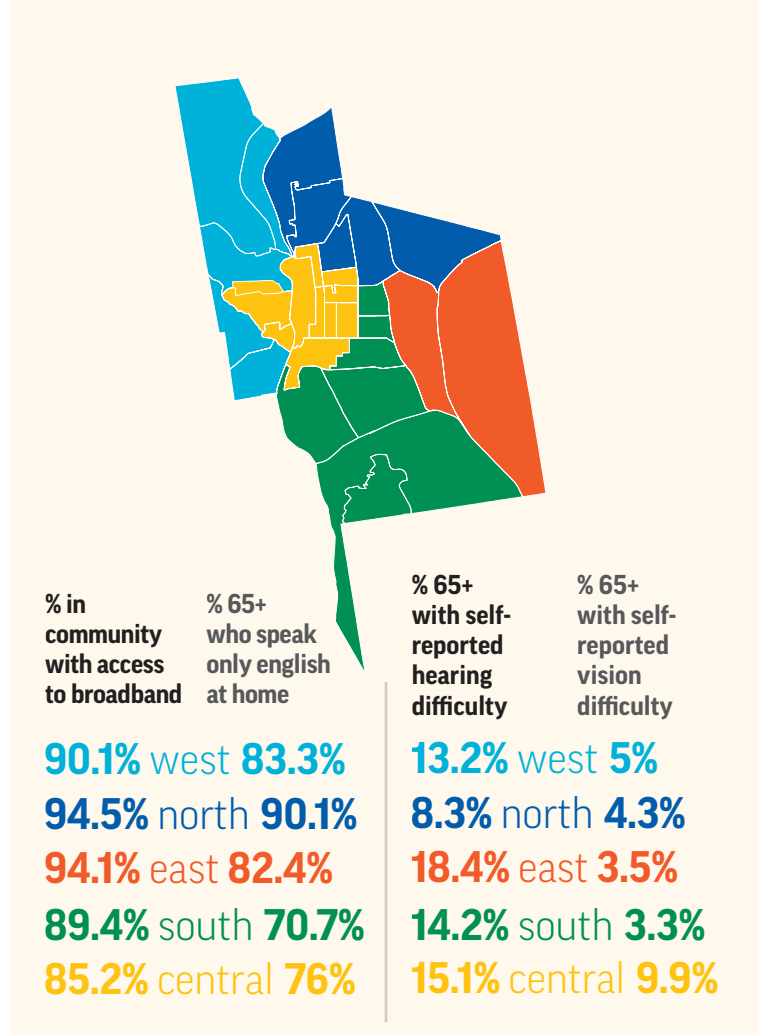 % in
community
with access
to broadband
% 65+
who speak
only english
at home
90.1% west 83.3%
94.5% north 90.1%
94.1% east 82.4%
89.4% south 70.7%
85.2% central 76%
% 65+
with self-
reported
hearing
difficulty
% 65+
with self-
reported
vision
difficulty
13.2% west 5%
8.3% north 4.3%
18.4% east 3.5%
14.2% south 3.3%
15.1% central 9.9%